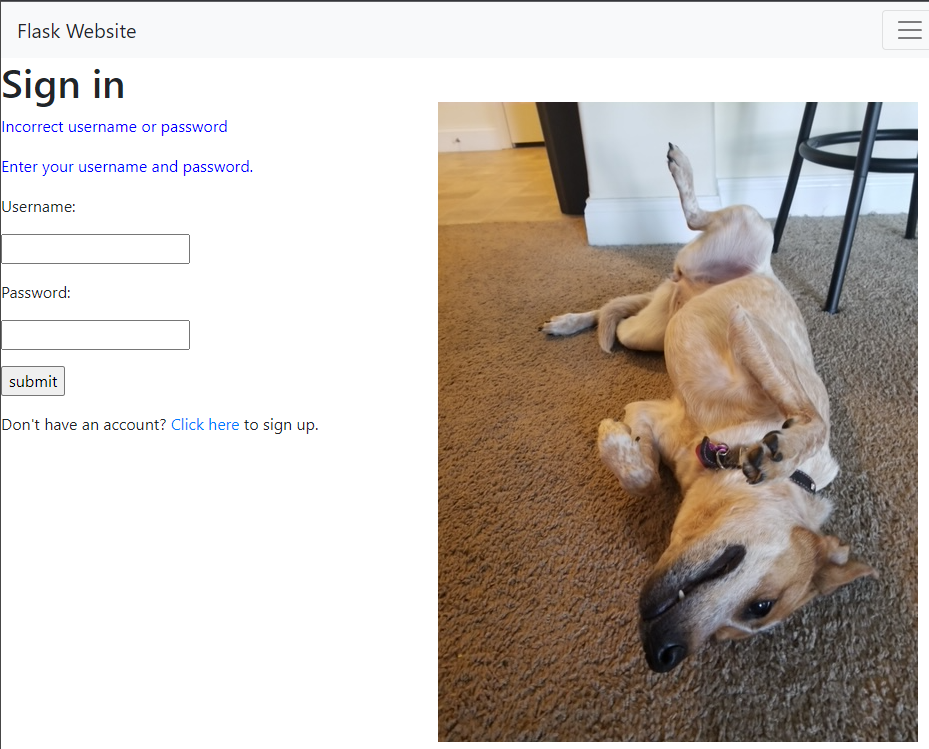 Flask Website
Sign in
Incorrect username or password
Enter your username and password.
Username:
Password:
submit
Don't have an account? Click here to sign up.